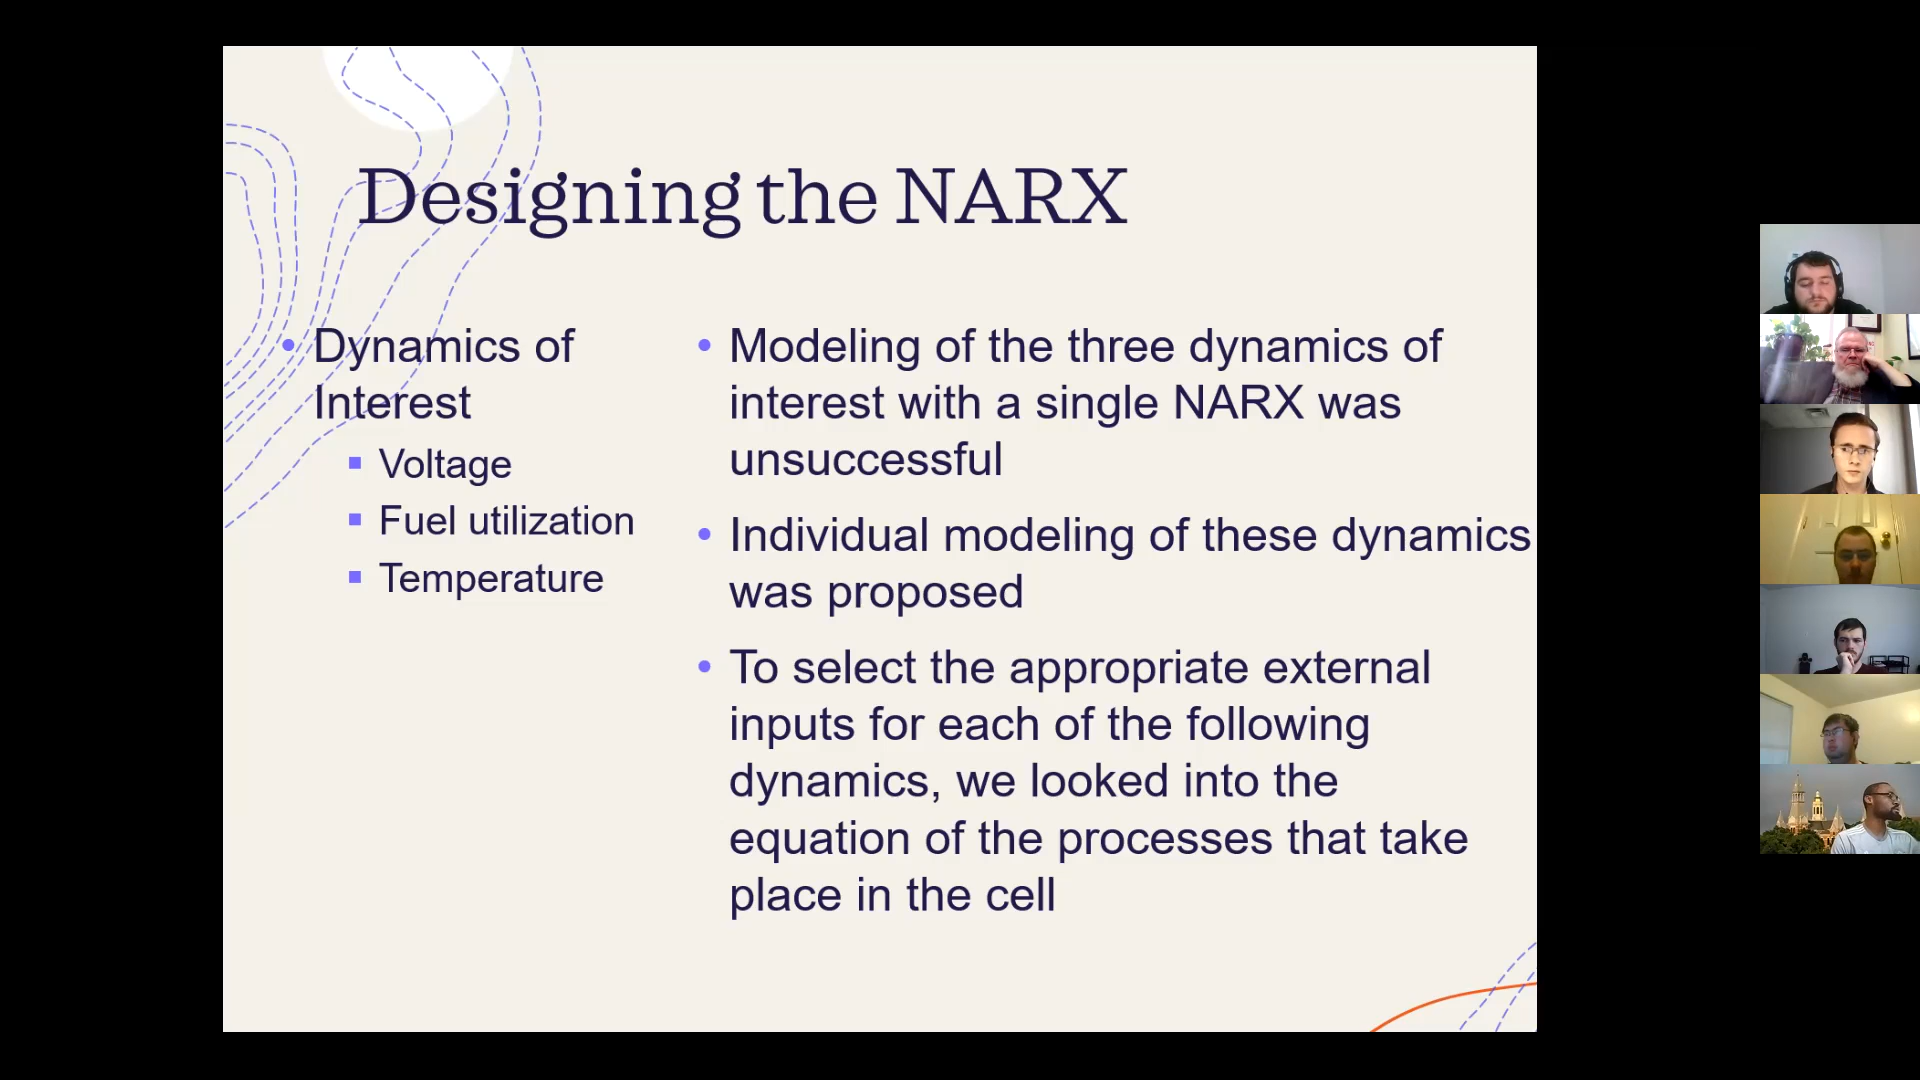 Designing the NARX
Dynamics of
Interest
Voltage
Fuel utilization
Temperature
Modeling of the three dynamics of
interest with a single NARX was
unsuccessful
Individual modeling of these dynamics
was proposed
To select the appropriate external
inputs for each of the following
dynamics, we looked into the
equation of the processes that take
place in the cell